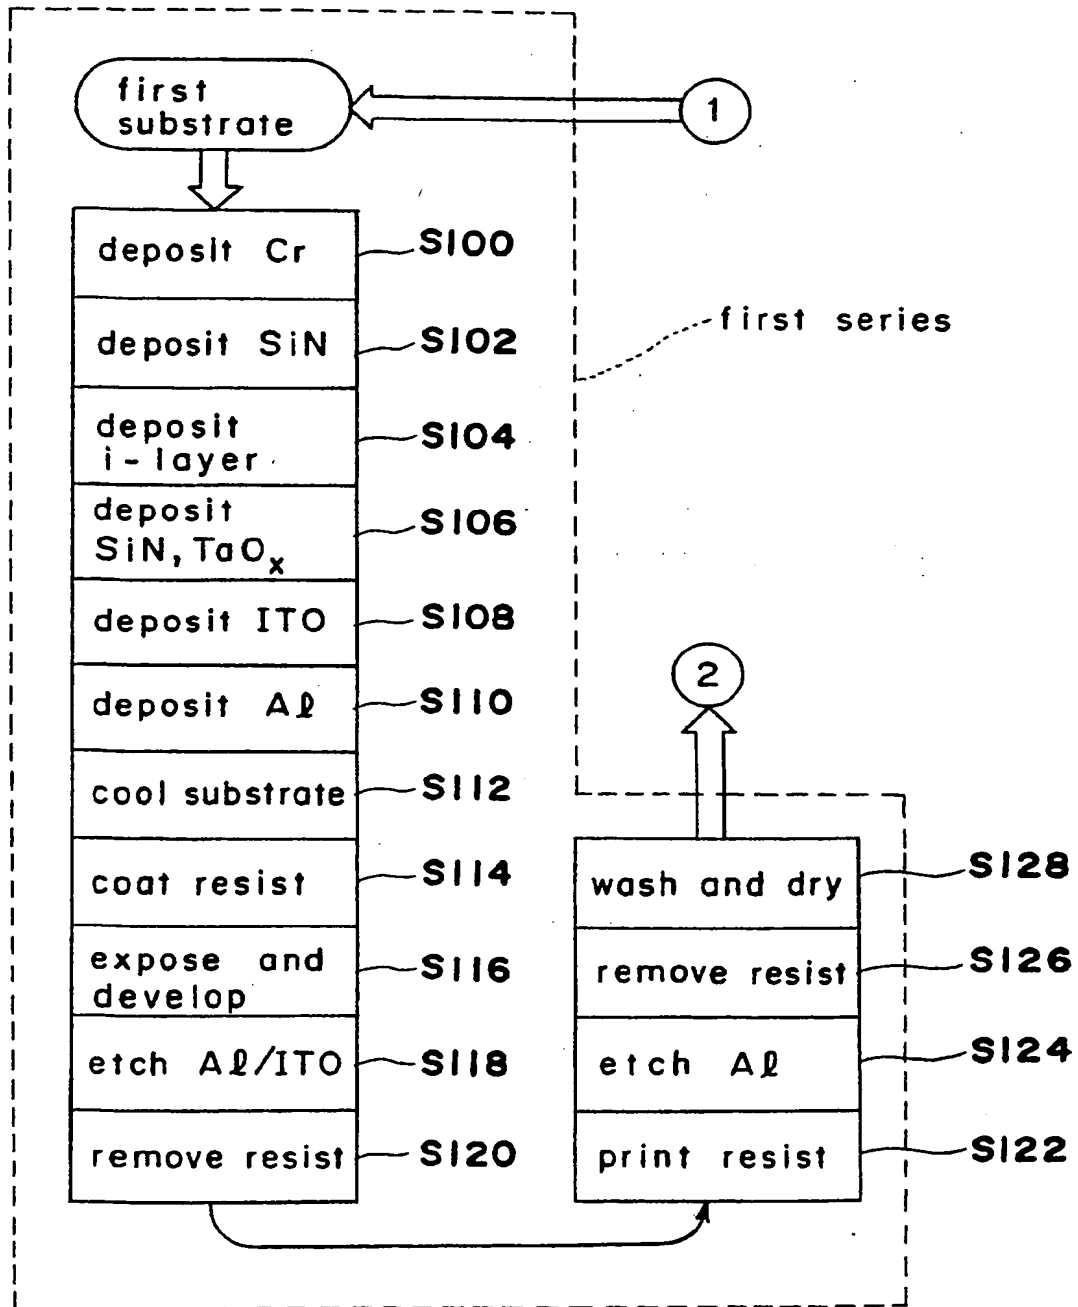 first
substrate
1
deposit Cr
S100
deposit SiN
S102
first series
deposit
i-layer
S104
deposit
SiN, TaOx
S106
deposit ITO
S108
deposit Al
S110
cool substrate
S112
coat resist
S114
expose and
develop
S116
etch Al/ITO
S118
remove resist
S120
2
wash and dry
S128
remove resist
S126
etch Al
S124
print resist
S122